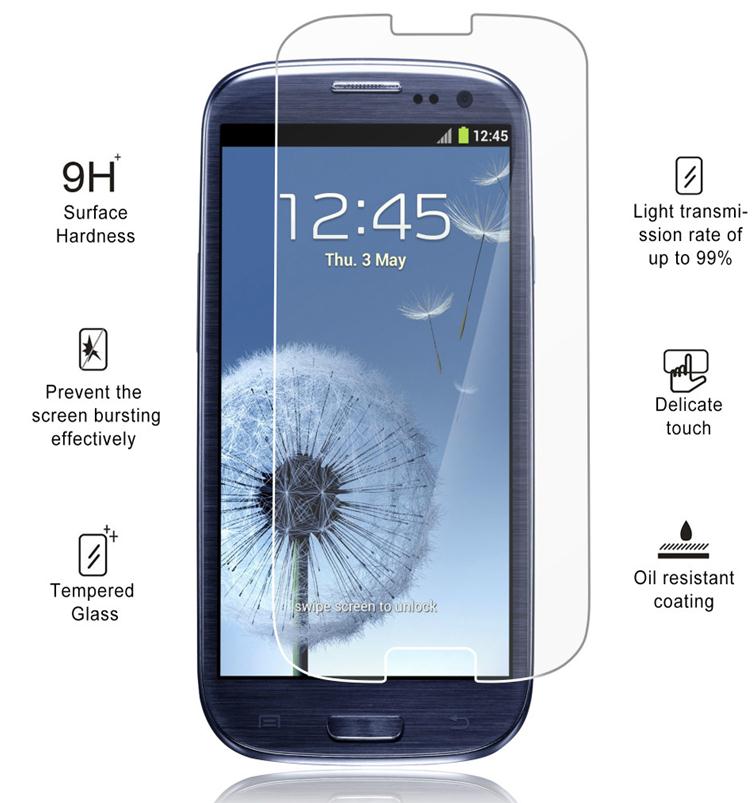 9H+
Surface
Hardness
Prevent the
screen bursting
effectively
Tempered
Glass
12:45
12:45
Thu. 3 May
swipe screen to unlock
Light transmi-
ssion rate of
up to 99%
Delicate
touch
Oil resistant
coating